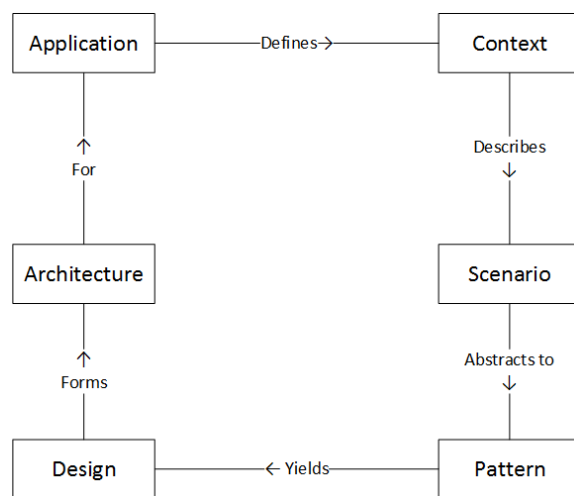 Application
Defines→
Context
↑
For
Describes
↓
Architecture
Scenario
↑
Forms
Abstracts to
↓
Design
← Yields
Pattern